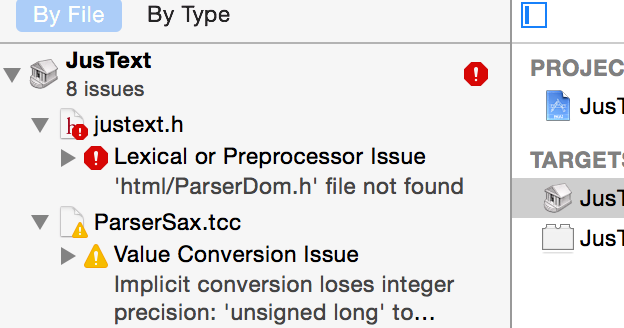 By File By Type
JusText
8 issues
justext.h
Lexical or Preprocessor Issue
'html/ParserDom.h' file not found
ParserSax.tcc
Value Conversion Issue
Implicit conversion loses integer
precision: 'unsigned long' to...
PROJEC
JusT
TARGETS
JusT
JusT